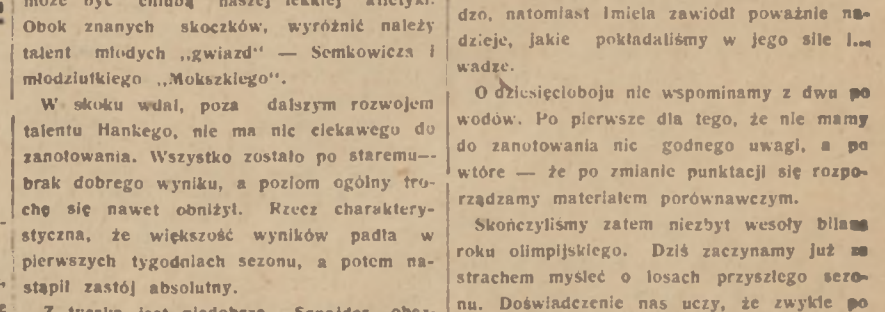 może być chlubą naszej lekkiej atletyki.
Obok znanych skoczków, wyróżnić należy
talent młodych „gwiazd" — Semkowicza i
młodziutkiego „Mokszkiego".
W skoku wdal, poza dalszym rozwojem
talentu Hankego, nie ma nic ciekawego do
zanotowania. Wszystko zostało po staremu—
brak dobrego wyniku, a poziom ogólny tro-
chę się nawet obniżył. Rzecz charaktery-
styczna, że większość wyników padła w
pierwszych tygodniach sezonu, a potem na-
stąpił zastój absolutny.
dzo, natomiast Imiela zawiódł poważnie na-
dzieje, jakie pokładaliśmy w jego sile i...
wadze.
O dziesięcioboju nic wspominamy z dwu po
wodów. Po pierwsze dla tego, że nie mamy
do zanotowania nic godnego uwagi, a po
wtóre — że po zmianie punktacji się rozpo-
rządzamy materiałem porównawczym.
Skończyliśmy zatem niezbyt wesoły bilans
roku olimpijskiego. Dziś zaczynamy już ze
strachem myśleć o losach przyszłego sezo-
nu. Doświadczenie nas uczy, że zwykle po